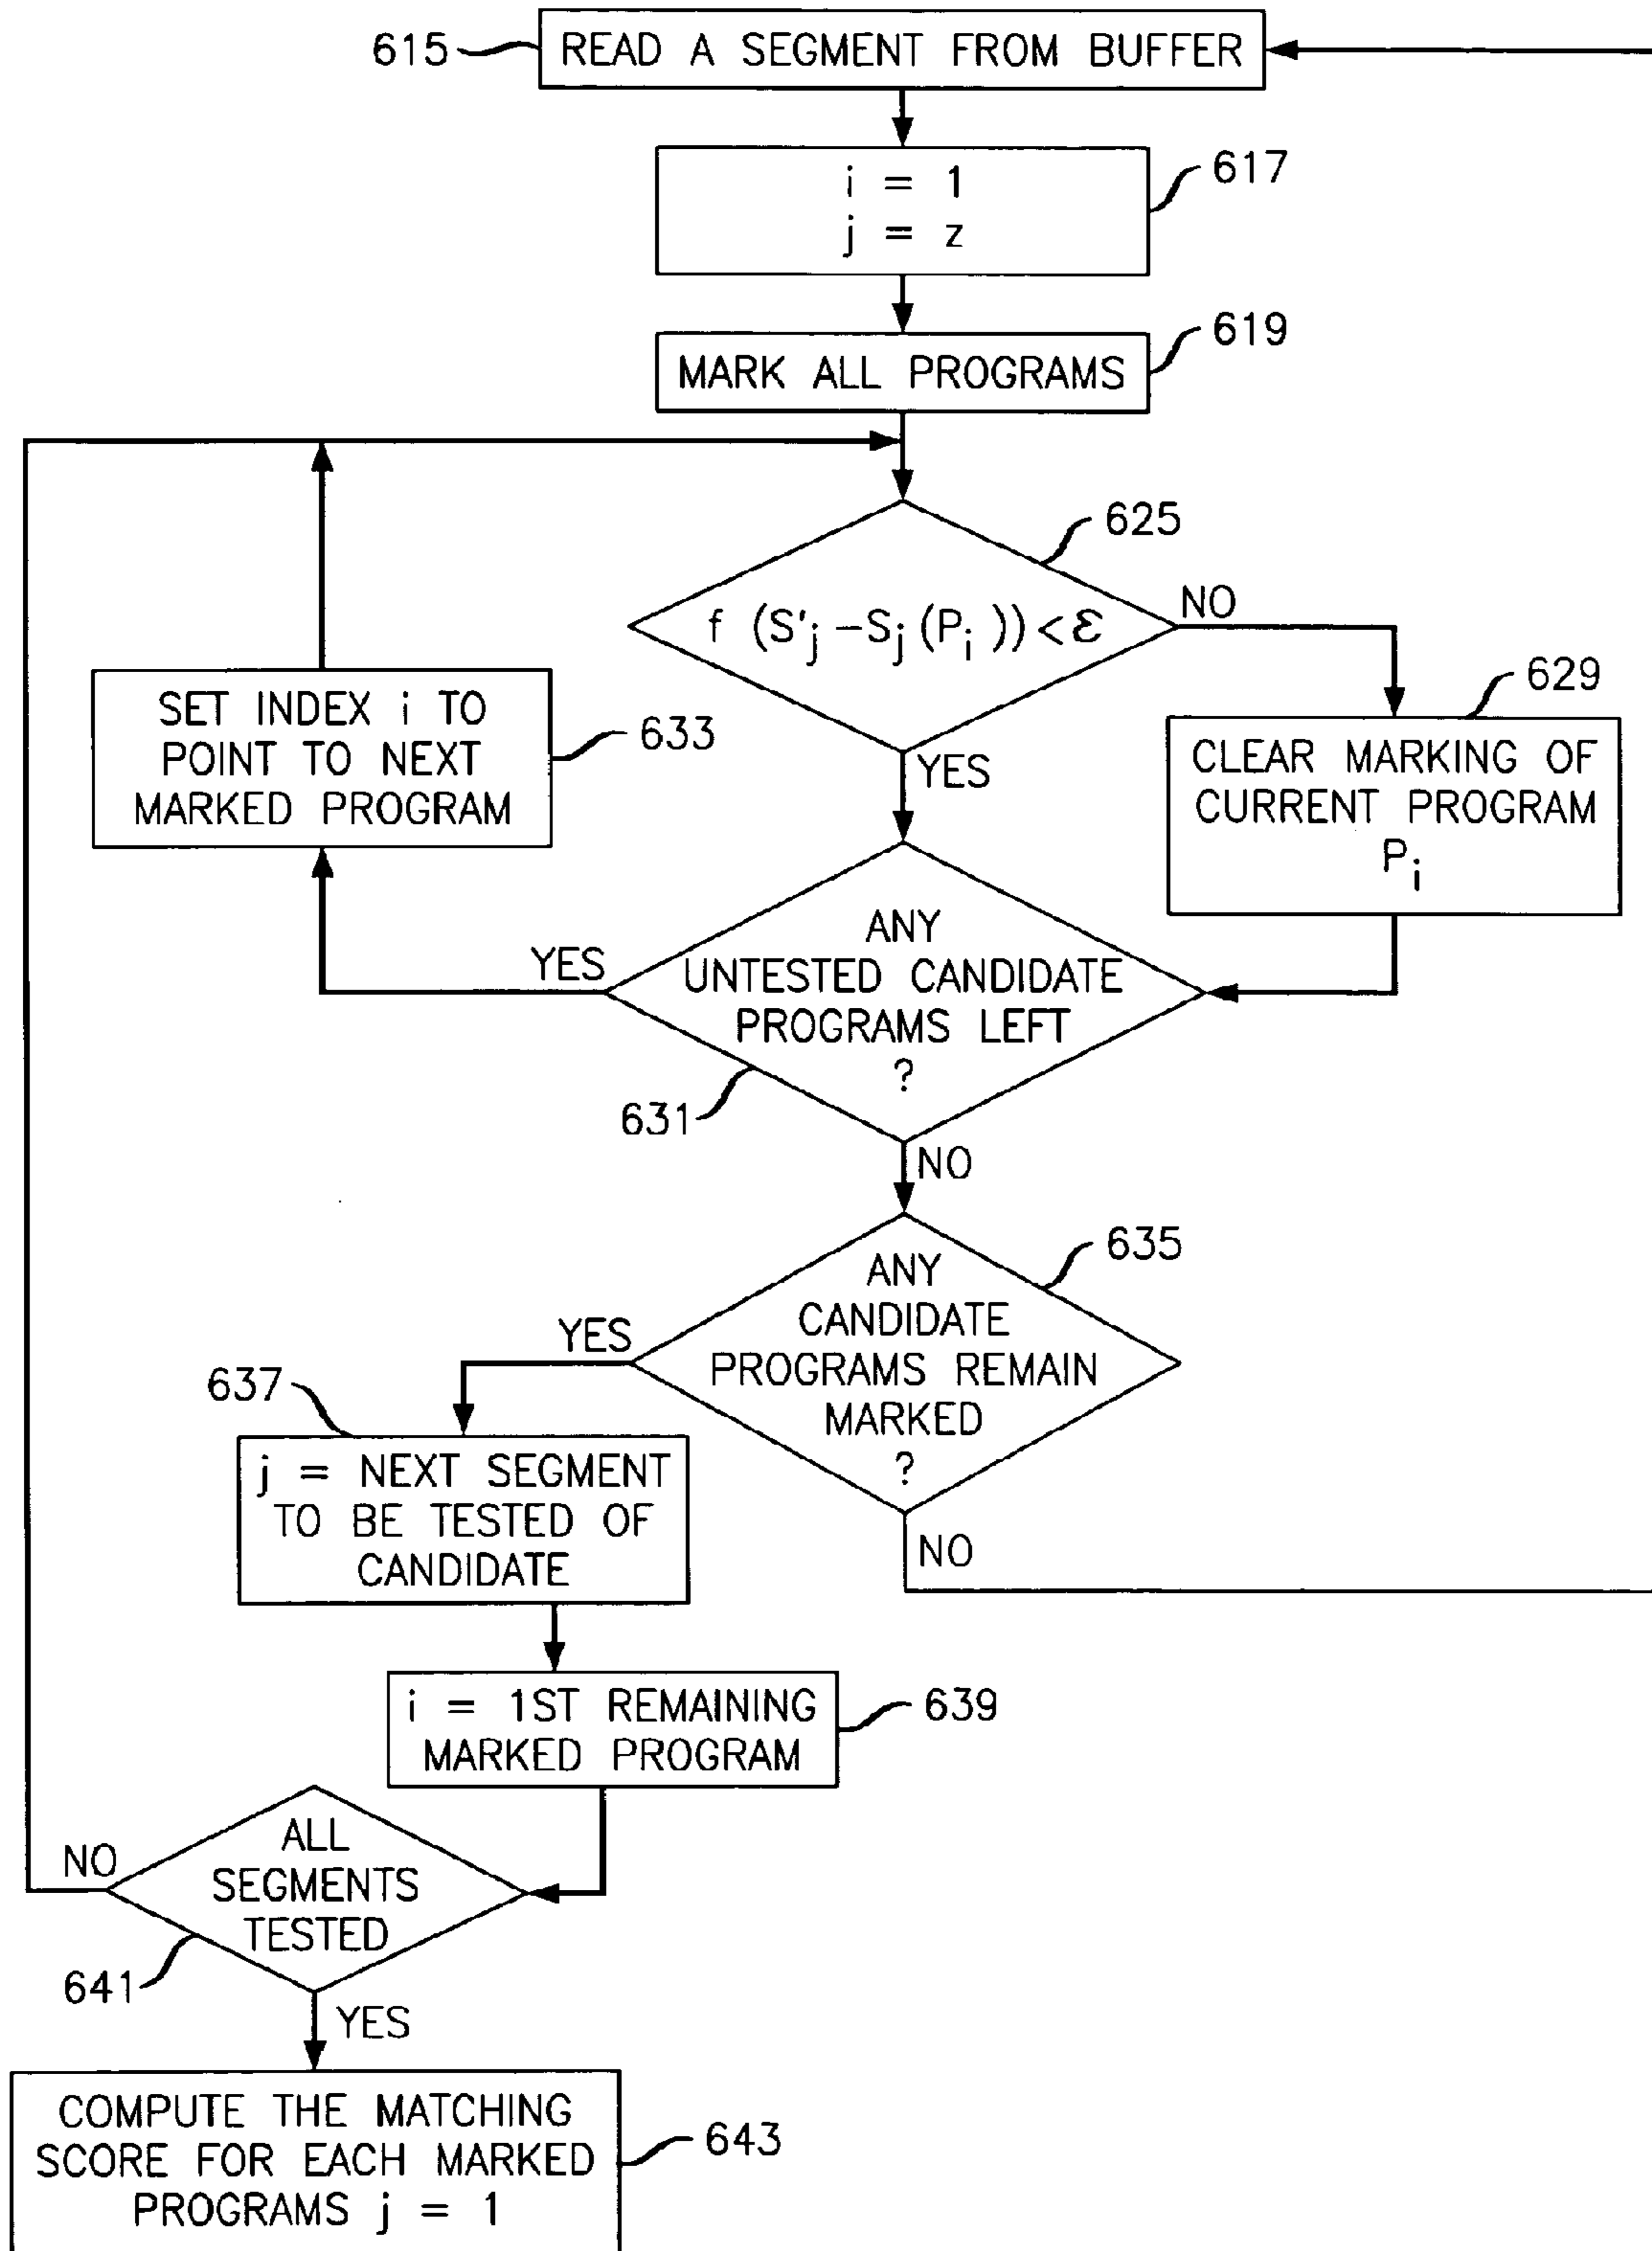 615
READ A SEGMENT FROM BUFFER
i = 1
j = z
617
MARK ALL PROGRAMS
619
625
f (S'j -Sj (Pi )) < ε
NO
YES
SET INDEX i TO
POINT TO NEXT
MARKED PROGRAM
633
629
CLEAR MARKING OF
CURRENT PROGRAM
Pi
YES
ANY
UNTESTED CANDIDATE
PROGRAMS LEFT
?
631
NO
635
ANY
CANDIDATE
PROGRAMS REMAIN
MARKED
?
YES
NO
637
j = NEXT SEGMENT
TO BE TESTED OF
CANDIDATE
i = 1ST REMAINING
MARKED PROGRAM
639
ALL
SEGMENTS
TESTED
NO
641
YES
COMPUTE THE MATCHING
SCORE FOR EACH MARKED
PROGRAMS j = 1
643